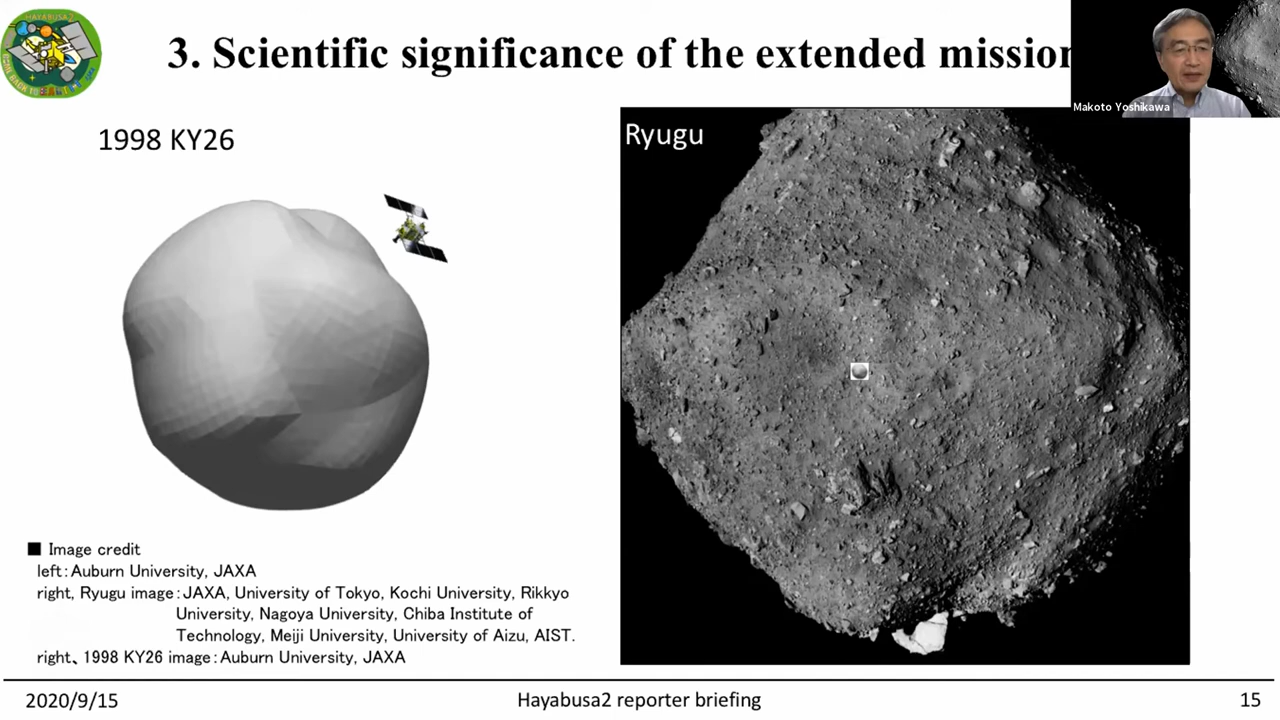 HAYABUSA2
3. Scientific significance of the extended mission
Makoto Yoshikawa
1998 KY26
Ryugu
■ Image credit
left：Auburn University, JAXA
right, Ryugu image：JAXA, University of Tokyo, Kochi University, Rikkyo
University, Nagoya University, Chiba Institute of
Technology, Meiji University, University of Aizu, AIST.
right、1998 KY26 image：Auburn University, JAXA
2020/9/15
Hayabusa2 reporter briefing
15